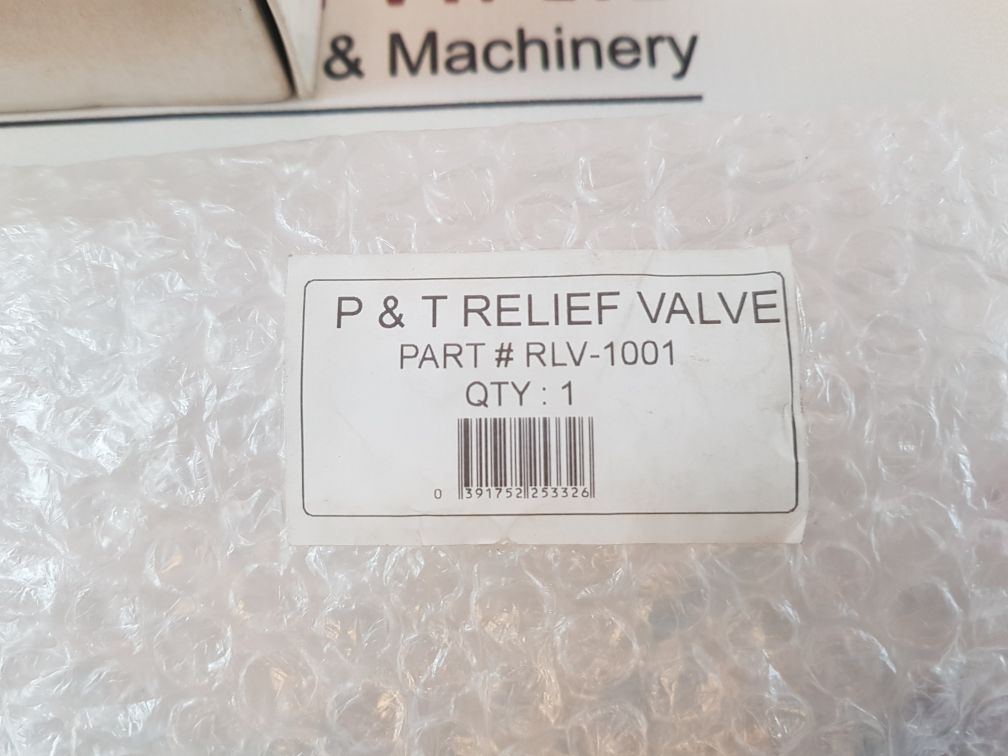 & Machinery
P & T RELIEF VALVE
PART # RLV-1001
QTY : 1
0 391752 253326